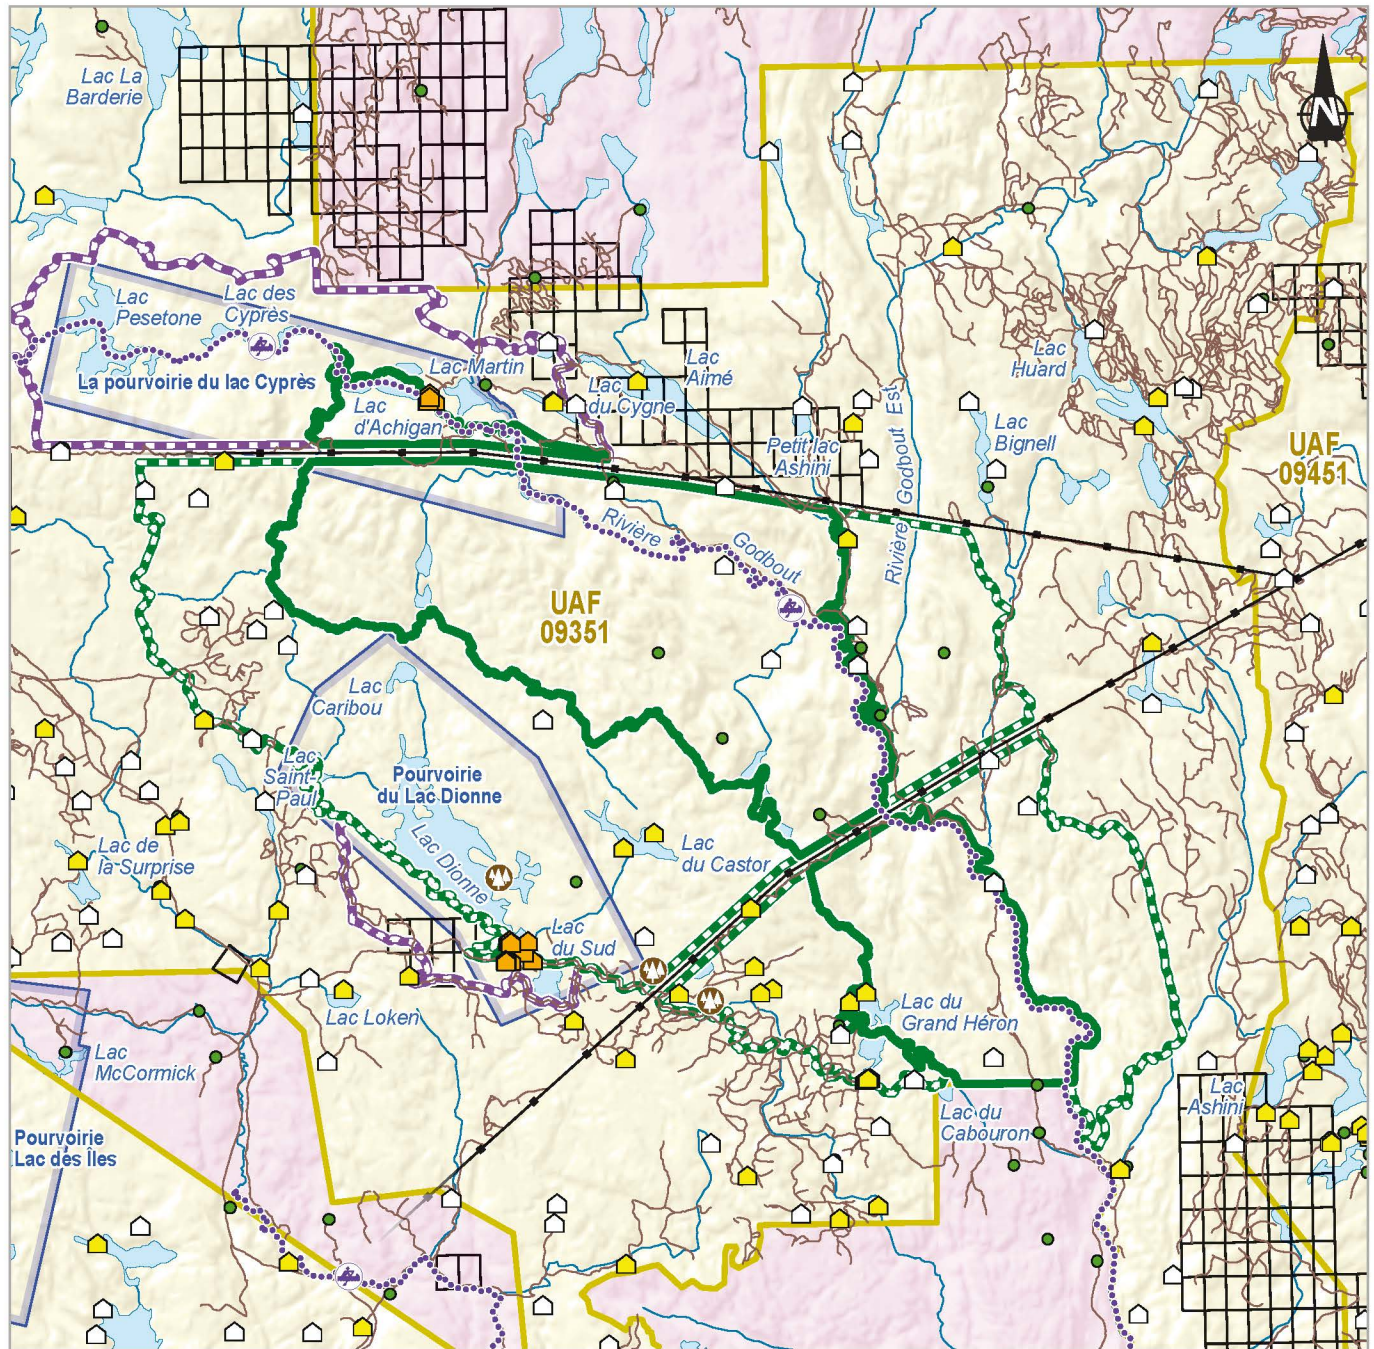 Lac La
Barderie
N
Lac
Pesetone
Lac des
Cyprès
La pourvoirie du lac Cyprès
Lac Martin
Lac
d'Achigan
Lac
du Cygne
Lac
Aimé
Petit lac
Ashini
Rivière Godbout Est
Lac
Huard
Lac
Bignell
UAF
09451
Rivière
Godbout
UAF
09351
Lac
Caribou
Lac
Saint-
Paul
Pourvoirie
du Lac Dionne
Lac Dionne
Lac de
la Surprise
Lac
du Castor
Lac
du Sud
Lac Loken
Lac du
Grand Héron
Lac
McCormick
Lac
Ashini
Lac du
Cabouron
Pourvoirie
Lac des Îles